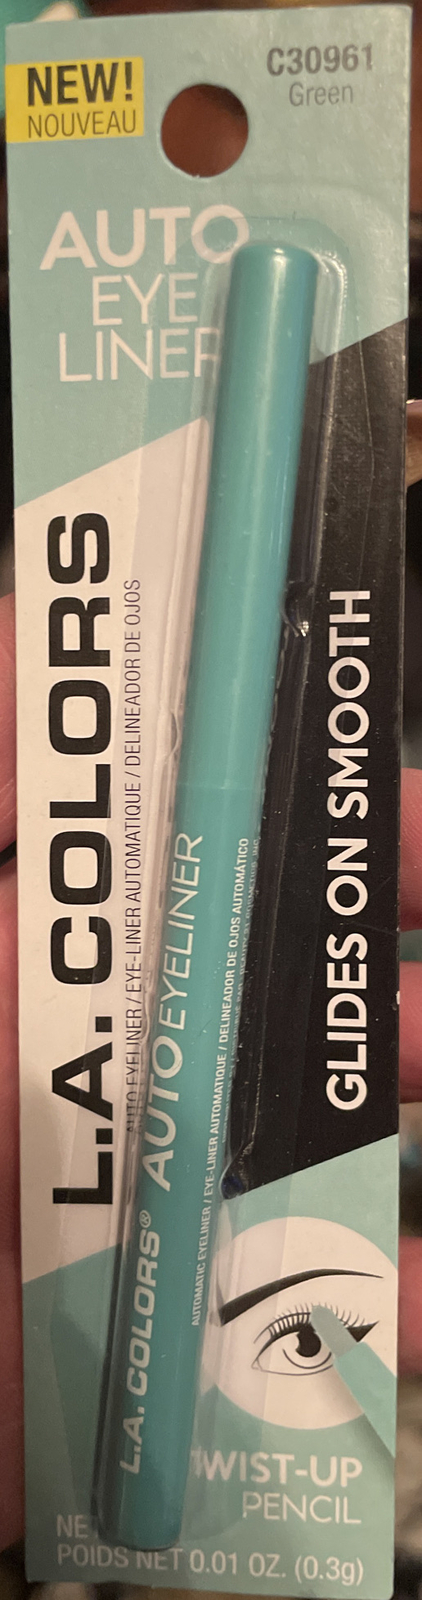 NEW!
NOUVEAU
C30961
Green
AUTO
EYE
LINER
L.A. COLORS
AUTO EYELINER / EYE-LINER AUTOMATIQUE / DELINEADOR DE OJOS
L.A. COLORS® AUTO EYELINER
AUTOMATIC EYELINER / EYE-LINER AUTOMATIQUE / DELINEADOR DE OJOS AUTOMÁTICO
GLIDES ON SMOOTH
TWIST-UP
PENCIL
NE
POIDS NET 0.01 OZ. (0.3g)